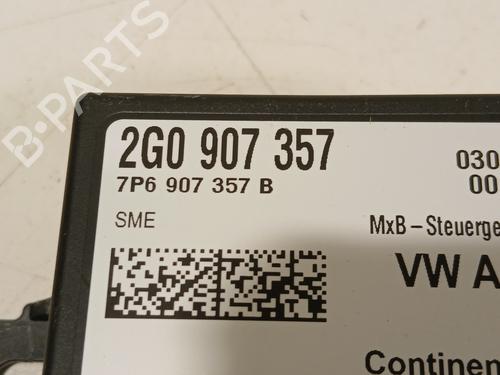 B-PARTS
2G0 907 357
7P6 907 357 B
030
00
SME
MxB-Steuerge
VW A
Continen